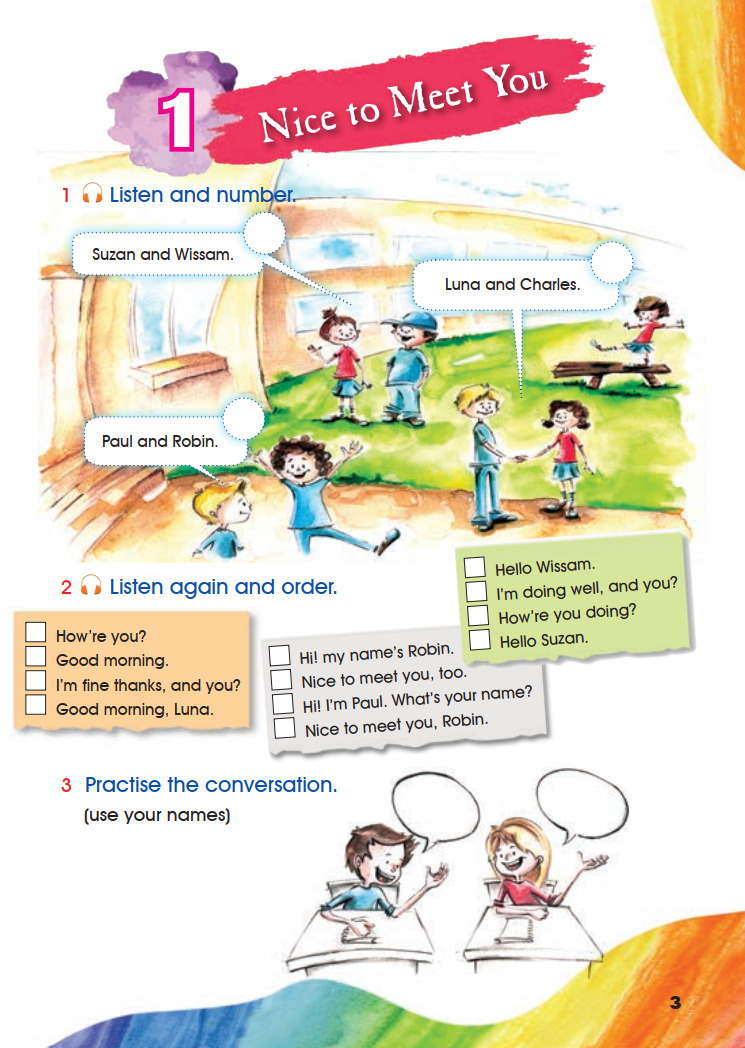 1
Nice to Meet You
1 Listen and number.
Suzan and Wissam.
Luna and Charles.
Paul and Robin.
2 Listen again and order.
How're you?
Good morning.
I'm fine thanks, and you?
Good morning, Luna.
Hi! my name's Robin.
Nice to meet you, too.
Hi! I'm Paul. What's your name?
Nice to meet you, Robin.
Hello Wissam.
I'm doing well, and you?
How're you doing?
Hello Suzan.
3 Practise the conversation.
(use your names)
3